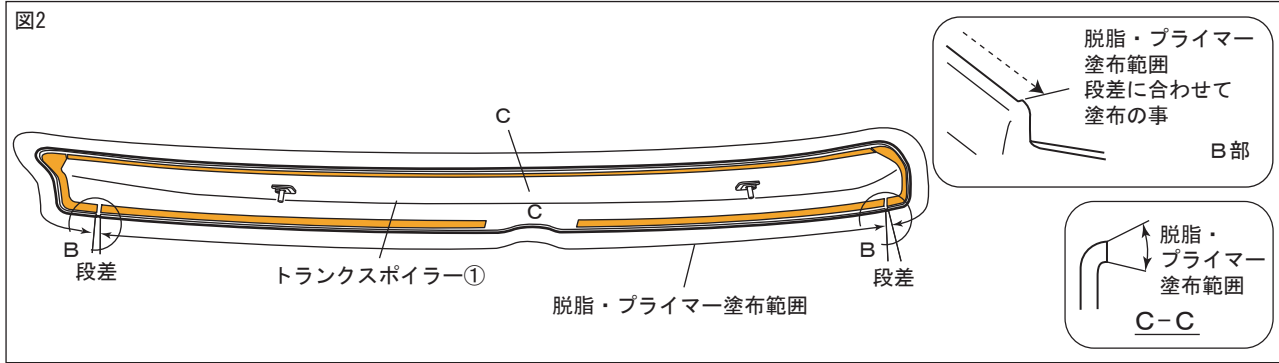 図2
C
C
B
段差
トランクスポイラー①
脱脂・プライマー塗布範囲
B
段差
脱脂・プライマー
塗布範囲
段差に合わせて
塗布の事
B部
脱脂・
プライマー
塗布範囲
C-C